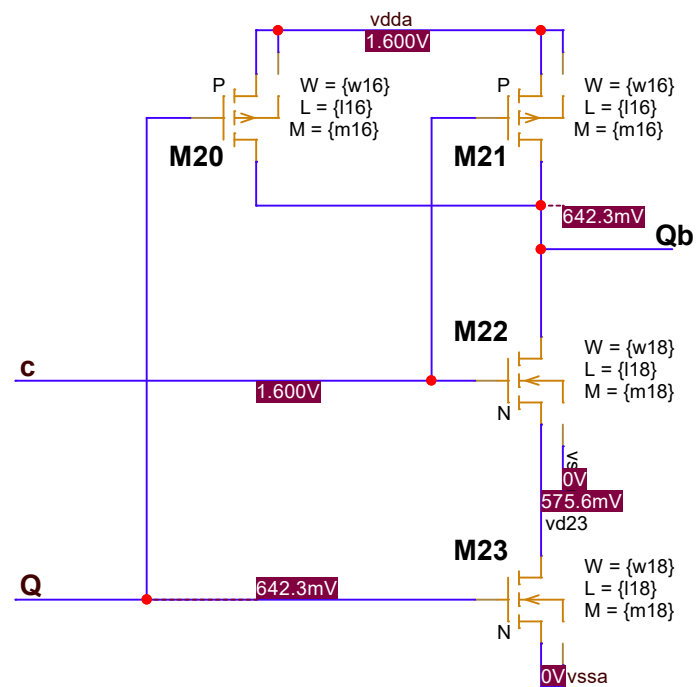 vdda
1.600V
P
W = {w16}
L = {l16}
M = {m16}
M20
P
W = {w16}
L = {l16}
M = {m16}
M21
642.3mV
Qb
M22
W = {w18}
L = {l18}
M = {m18}
N
c
1.600V
0V
575.6mV
vd23
M23
W = {w18}
L = {l18}
M = {m18}
N
Q
642.3mV
0V
vssa